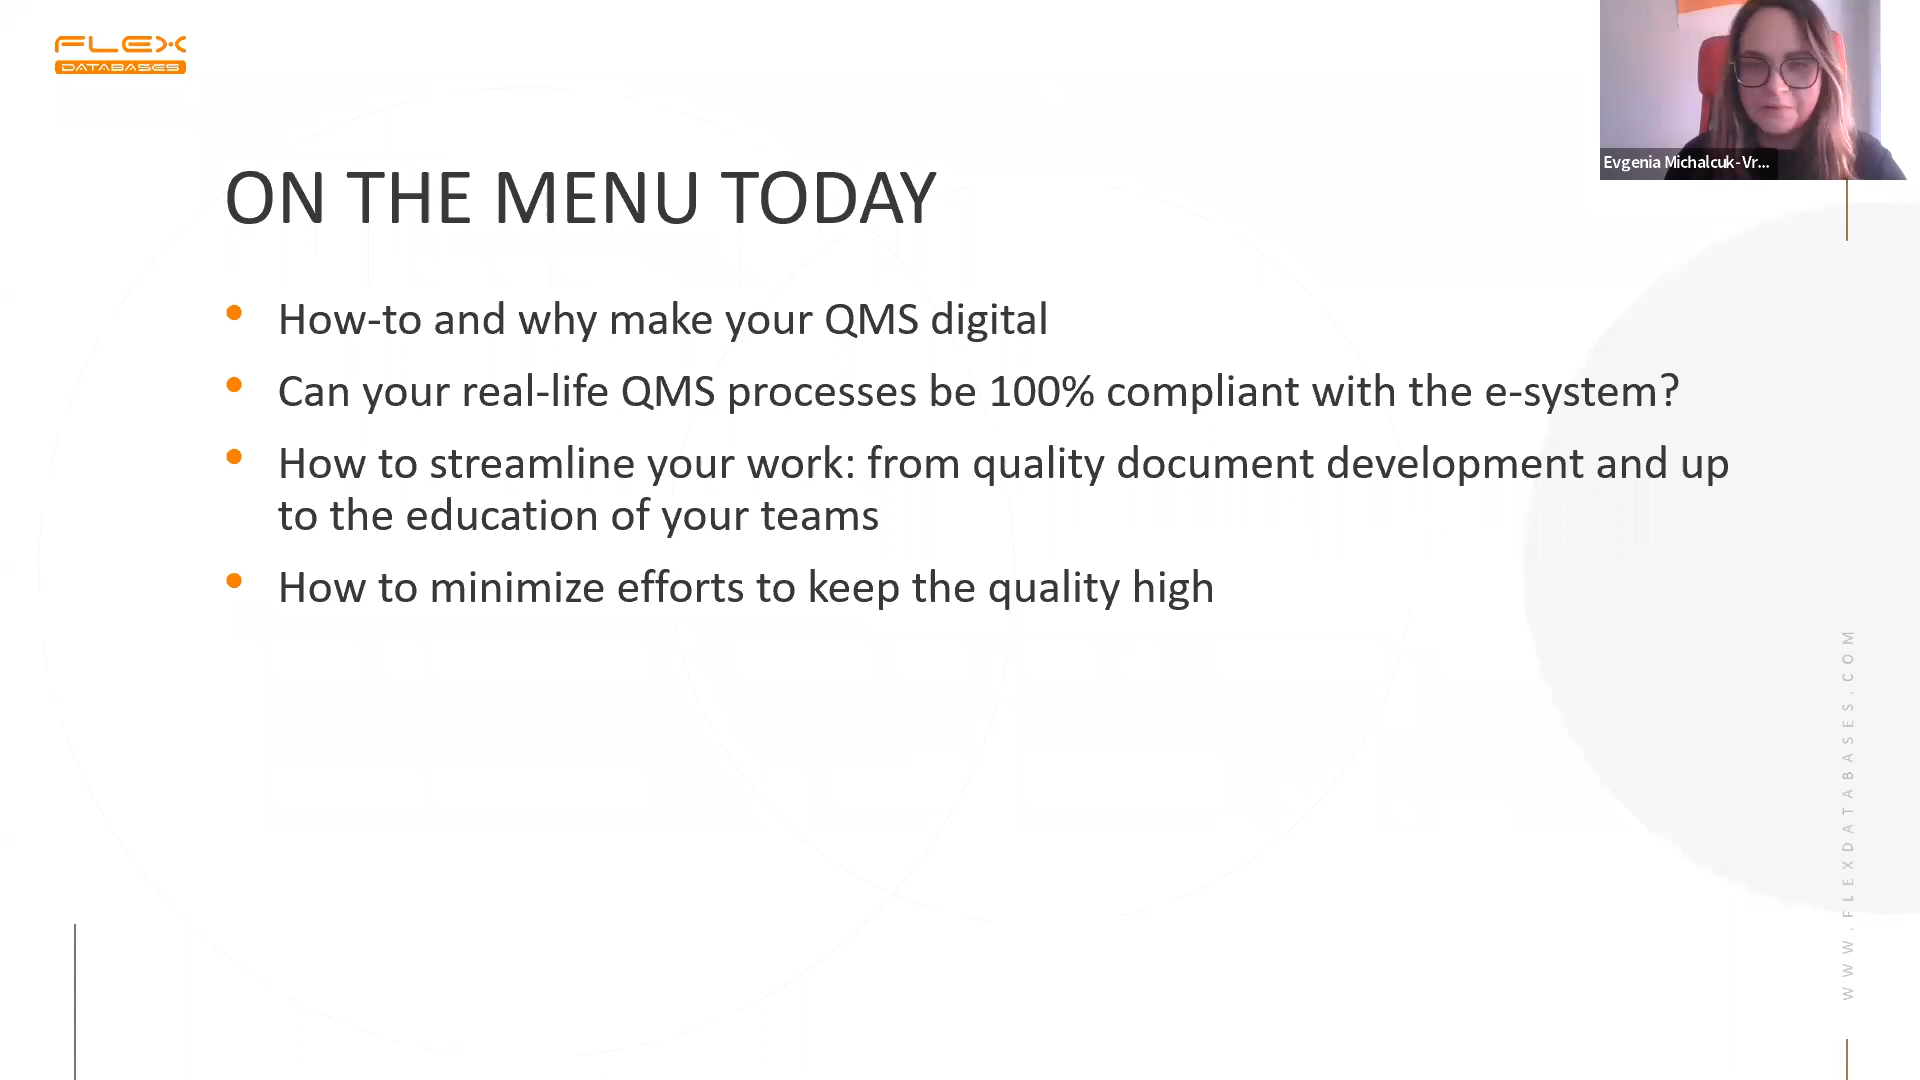 FLEX
DATABASES
Evgenia Michalcuk-Vr...
ON THE MENU TODAY
• How-to and why make your QMS digital
• Can your real-life QMS processes be 100% compliant with the e-system?
• How to streamline your work: from quality document development and up
to the education of your teams
• How to minimize efforts to keep the quality high
WWW.FLEXDATABASES.COM